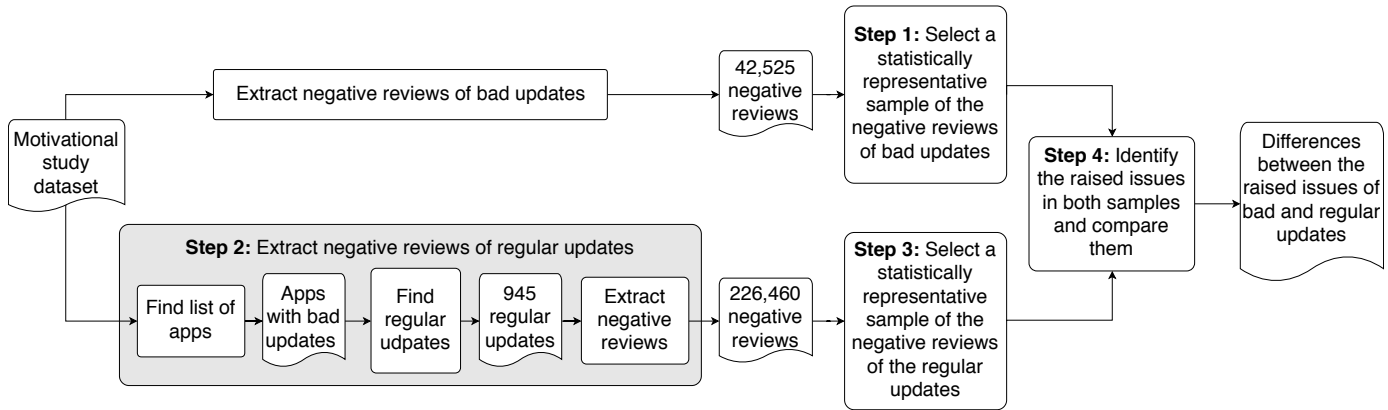 Motivational
study
dataset
Extract negative reviews of bad updates
42,525
negative
reviews
Step 1: Select a
statistically
representative
sample of the
negative reviews
of bad updates
Step 2: Extract negative reviews of regular updates
Find list of
apps
Apps
with bad
updates
Find
regular
udpates
945
regular
updates
Extract
negative
reviews
226,460
negative
reviews
Step 3: Select a
statistically
representative
sample of the
negative reviews
of the regular
updates
Step 4: Identify
the raised issues
in both samples
and compare
them
Differences
between the
raised issues of
bad and regular
updates